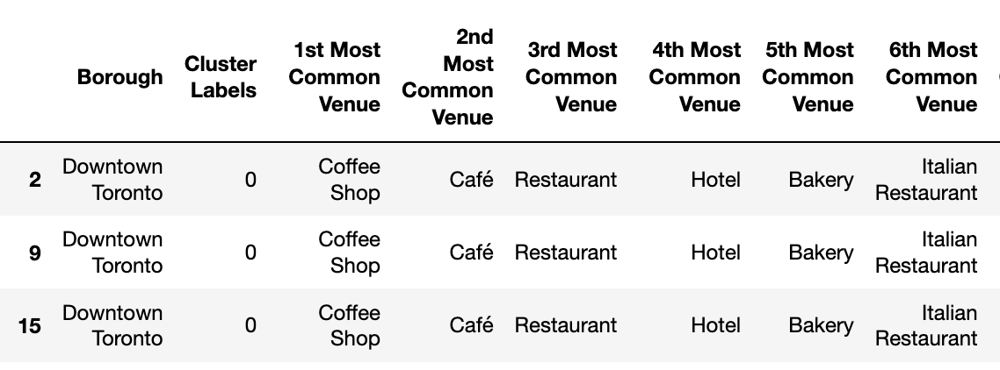 Borough Cluster Labels 1st Most Common Venue 2nd Most Common Venue 3rd Most Common Venue 4th Most Common Venue 5th Most Common Venue 6th Most Common Venue
2 Downtown Toronto 0 Coffee Shop Café Restaurant Hotel Bakery Italian Restaurant
9 Downtown Toronto 0 Coffee Shop Café Restaurant Hotel Bakery Italian Restaurant
15 Downtown Toronto 0 Coffee Shop Café Restaurant Hotel Bakery Italian Restaurant